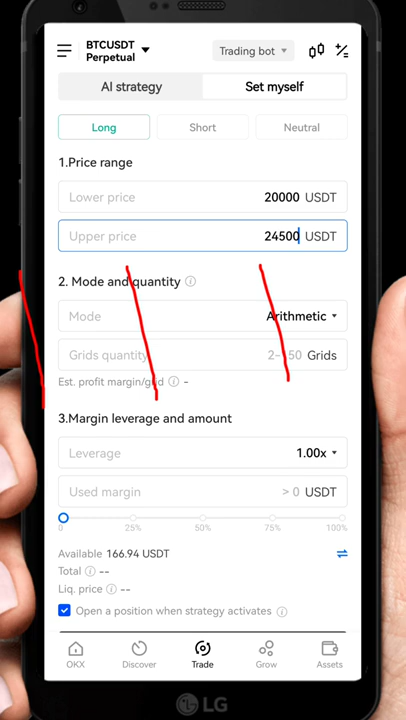 BTCUSDT
Perpetual
Trading bot
AI strategy
Set myself
Long
Short
Neutral
1.Price range
Lower price 20000 USDT
Upper price 24500 USDT
2. Mode and quantity
Mode Arithmetic
Grids quantity Grids
Est. profit margin/grid -
3.Margin leverage and amount
Leverage 1.00x
Used margin > 0 USDT
0 25% 50% 75% 100%
Available 166.94 USDT
Total --
Liq. price --
Open a position when strategy activates
OKX
Discover
Trade
Grow
Assets
LG